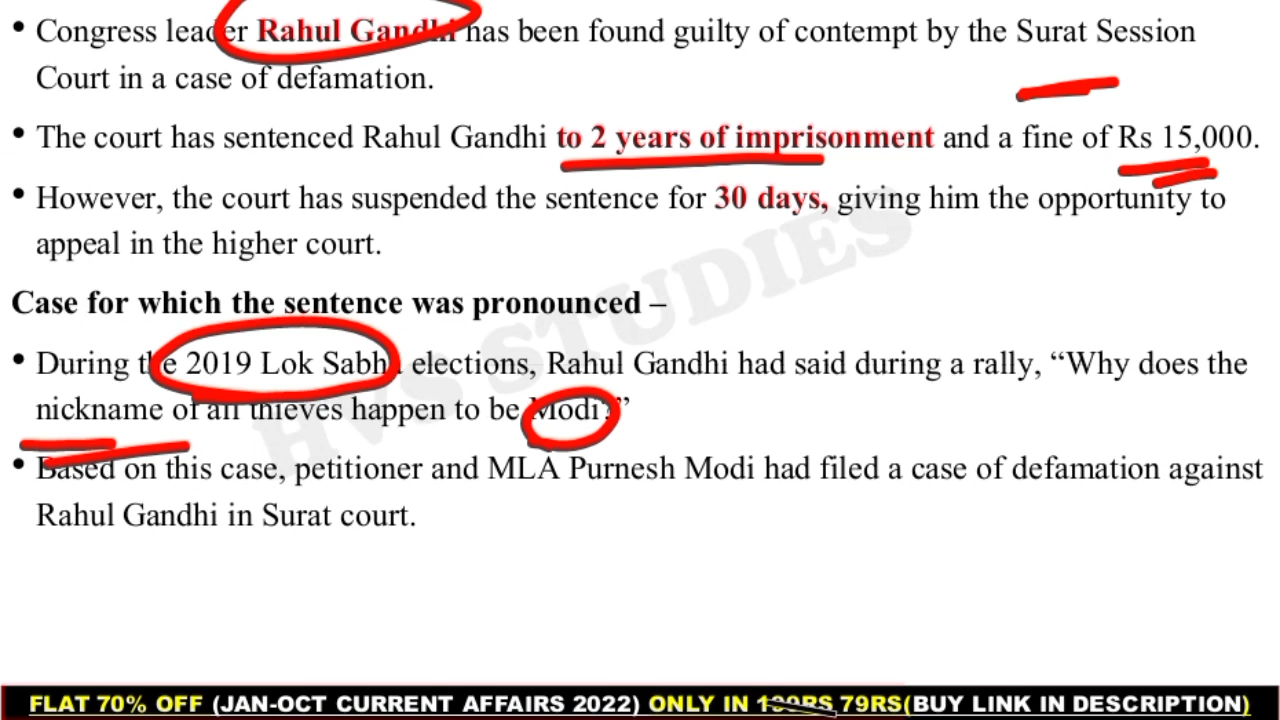 • Congress leader Rahul Gandhi has been found guilty of contempt by the Surat Session
Court in a case of defamation.
• The court has sentenced Rahul Gandhi to 2 years of imprisonment and a fine of Rs 15,000.
• However, the court has suspended the sentence for 30 days, giving him the opportunity to
appeal in the higher court.
Case for which the sentence was pronounced –
• During the 2019 Lok Sabha elections, Rahul Gandhi had said during a rally, “Why does the
nickname of all thieves happen to be Modi?”
• Based on this case, petitioner and MLA Purnesh Modi had filed a case of defamation against
Rahul Gandhi in Surat court.
HVS STUDIES
FLAT 70% OFF (JAN-OCT CURRENT AFFAIRS 2022) ONLY IN 79RS(BUY LINK IN DESCRIPTION)